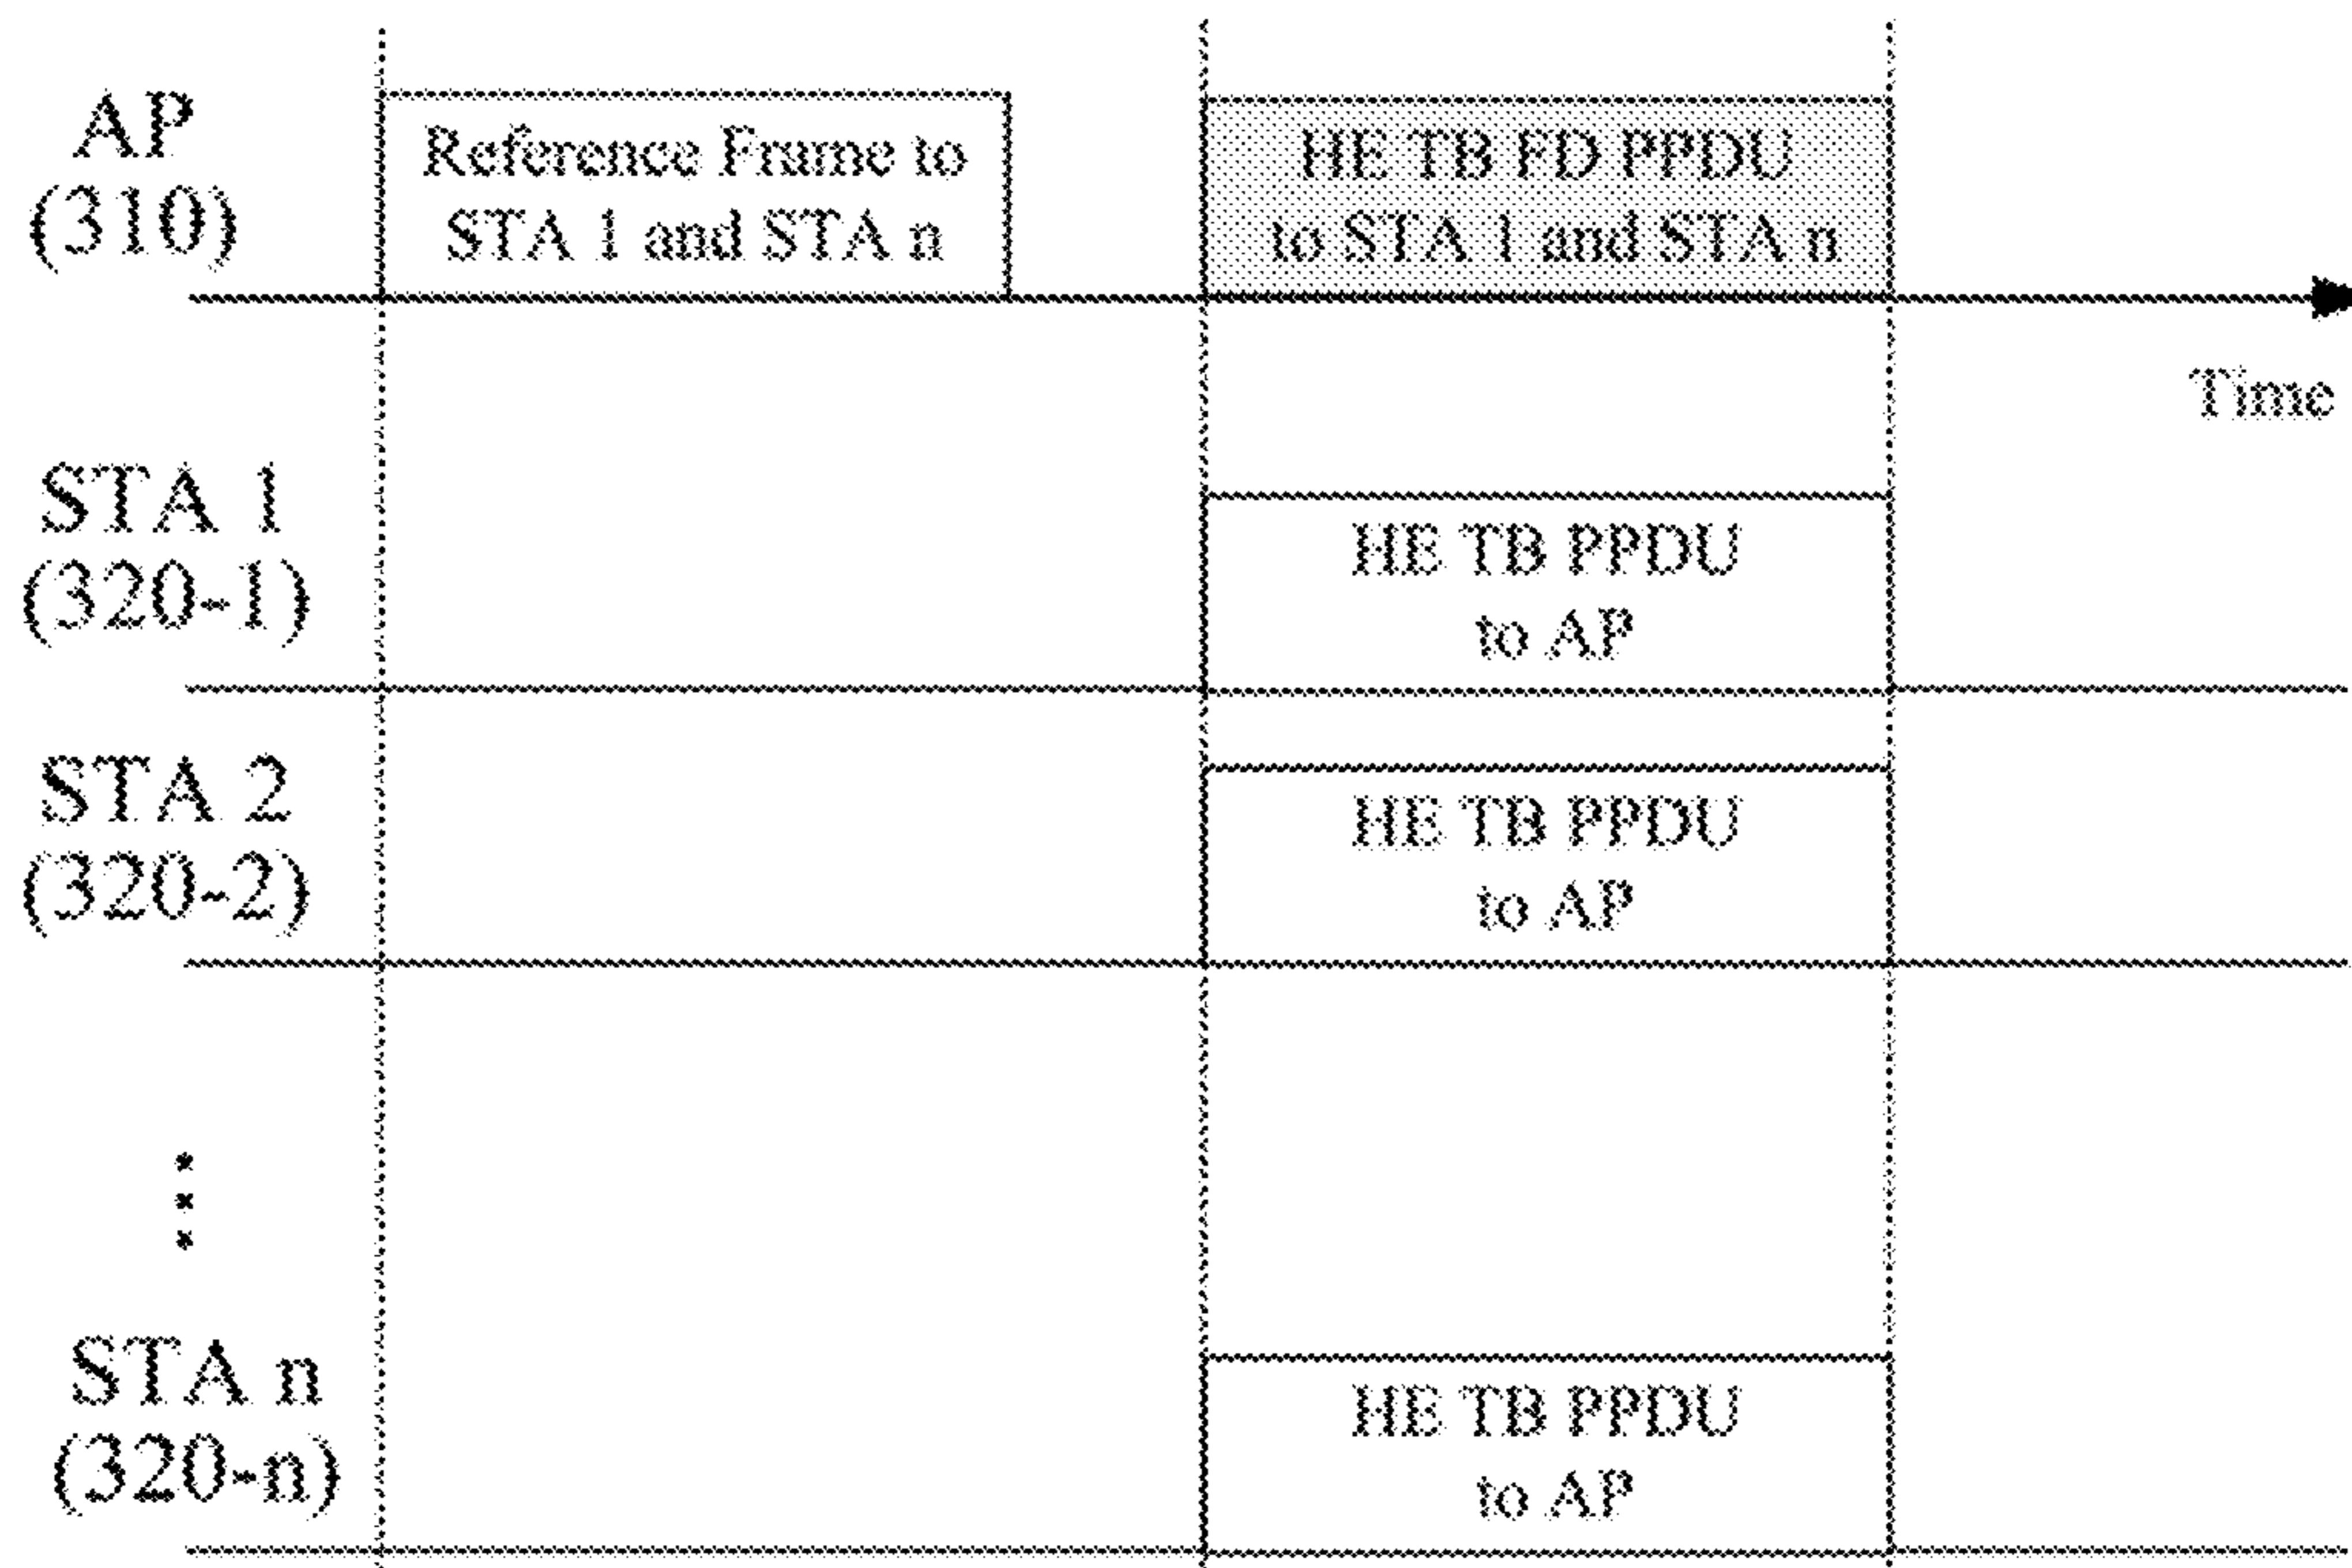 AP
(310)
Reference Frame to
STA 1 and STA n
HE TB FD PPDU
to STA 1 and STA n
Time
STA 1
(320-1)
HE TB PPDU
to AP
STA 2
(320-2)
HE TB PPDU
to AP
STA n
(320-n)
HE TB PPDU
to AP